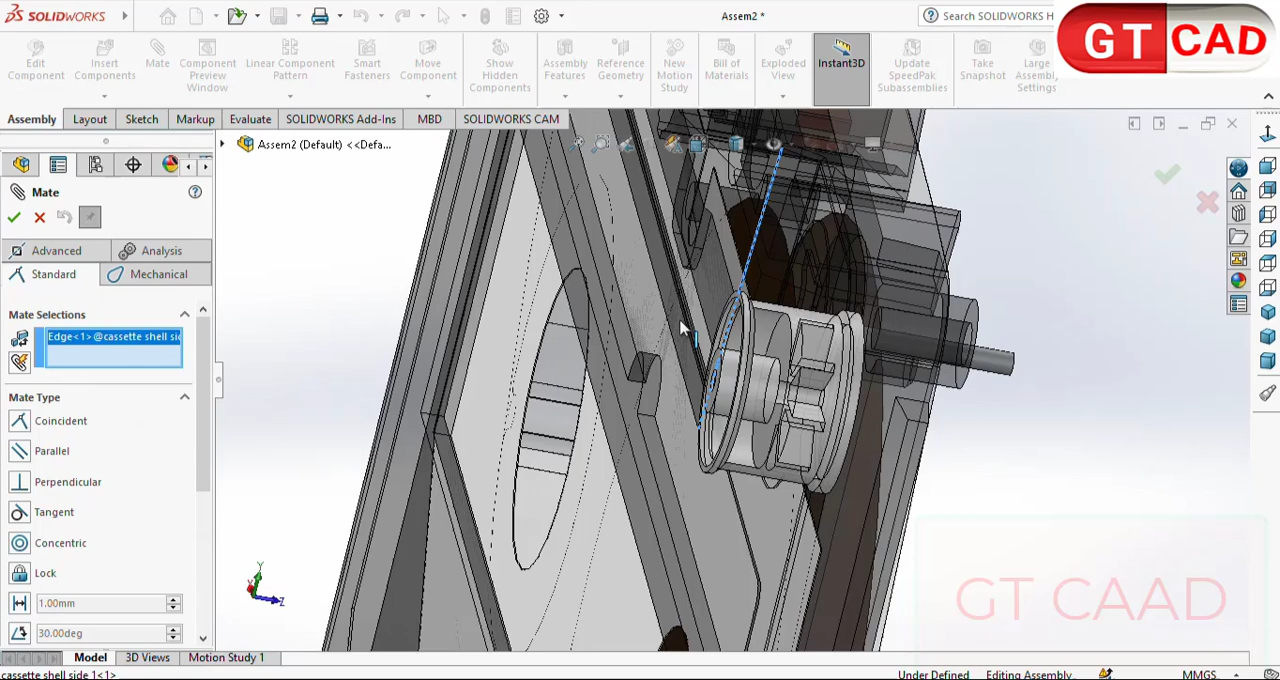 SOLIDWORKS
Assem2 *
Search SOLIDWORKS H
GT CAD
Edit Component
Insert Components
Mate
Component Preview Window
Linear Component Pattern
Smart Fasteners
Move Component
Show Hidden Components
Assembly Features
Reference Geometry
New Motion Study
Bill of Materials
Exploded View
Instant3D
Update SpeedPak Subassemblies
Take Snapshot
Large Assembly Settings
Assembly
Layout
Sketch
Markup
Evaluate
SOLIDWORKS Add-Ins
MBD
SOLIDWORKS CAM
Assem2 (Default) <<Defa...
Mate
Advanced
Analysis
Standard
Mechanical
Mate Selections
Edge<1>@cassette shell sid
Mate Type
Coincident
Parallel
Perpendicular
Tangent
Concentric
Lock
1.00mm
30.00deg
Y
Z
GT CAAD
Model
3D Views
Motion Study 1
cassette shell side 1<1>
Under Defined
Editing Assembly
MMGS